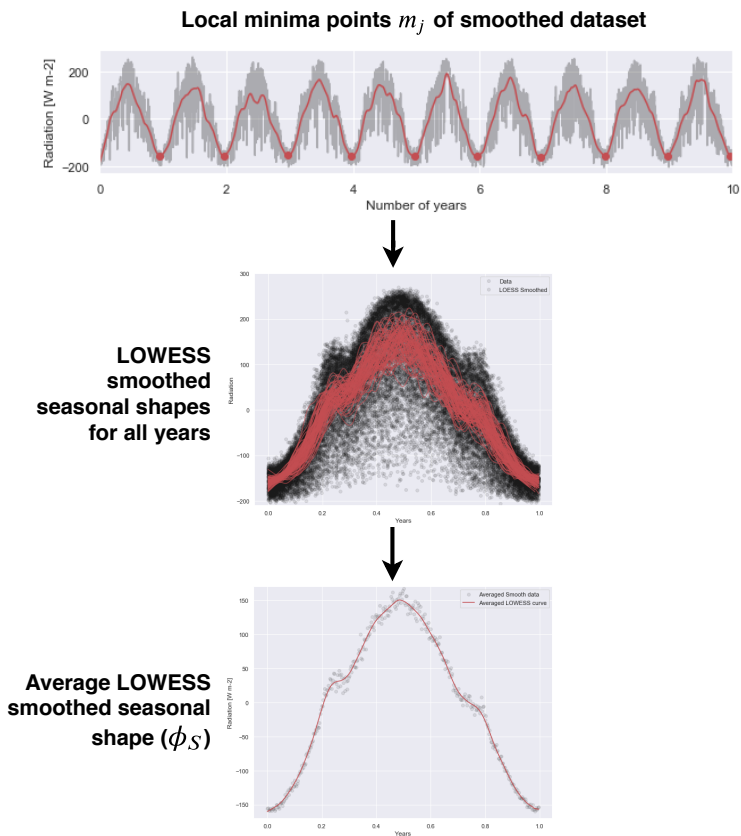 Local minima points m_j of smoothed dataset
Radiation [W m-2]
200
0
−200
0
2
4
6
8
10
Number of years
LOWESS
smoothed
seasonal shapes
for all years
Radiation
300
200
100
0
−100
−200
Data
LOESS Smoothed
0.0
0.2
0.4
0.6
0.8
1.0
Years
Average LOWESS
smoothed seasonal
shape (ϕ_S)
Radiation [W m-2]
150
100
50
0
−50
−100
−150
Averaged Smooth data
Averaged LOWESS curve
0.0
0.2
0.4
0.6
0.8
1.0
Years